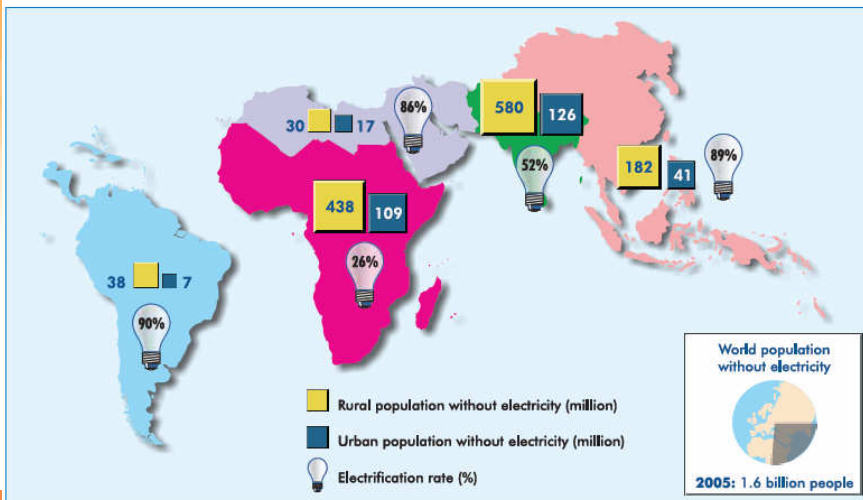 86%
580
126
30
17
52%
182
41
89%
438
109
26%
38
7
90%
World population
without electricity
Rural population without electricity (million)
Urban population without electricity (million)
Electrification rate (%)
2005: 1.6 billion people